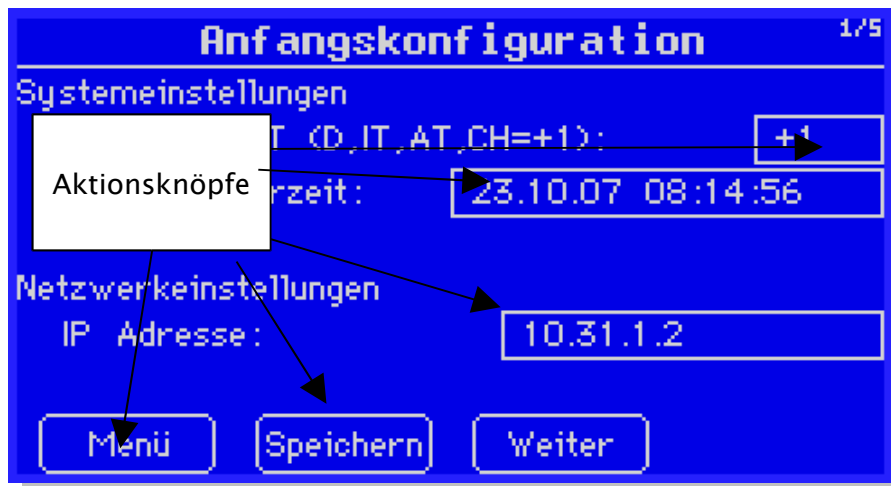 Anfangskonfiguration 1/5
Systemeinstellungen
(D,IT,AT,CH=+1): +1
Aktionsknöpfe
23.10.07 08:14:56
Netzwerkeinstellungen
IP Adresse: 10.31.1.2
Menü Speichern Weiter